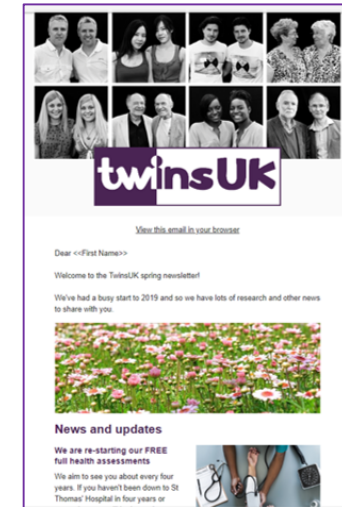 twinsUK
View this email in your browser
Dear <<First Name>>
Welcome to the TwinsUK spring newsletter!
We've had a busy start to 2019 and so we have lots of research and other news
to share with you.
News and updates
We are re-starting our FREE
full health assessments
We aim to see you about every four
years. If you haven't been down to St
Thomas' Hospital in four years or